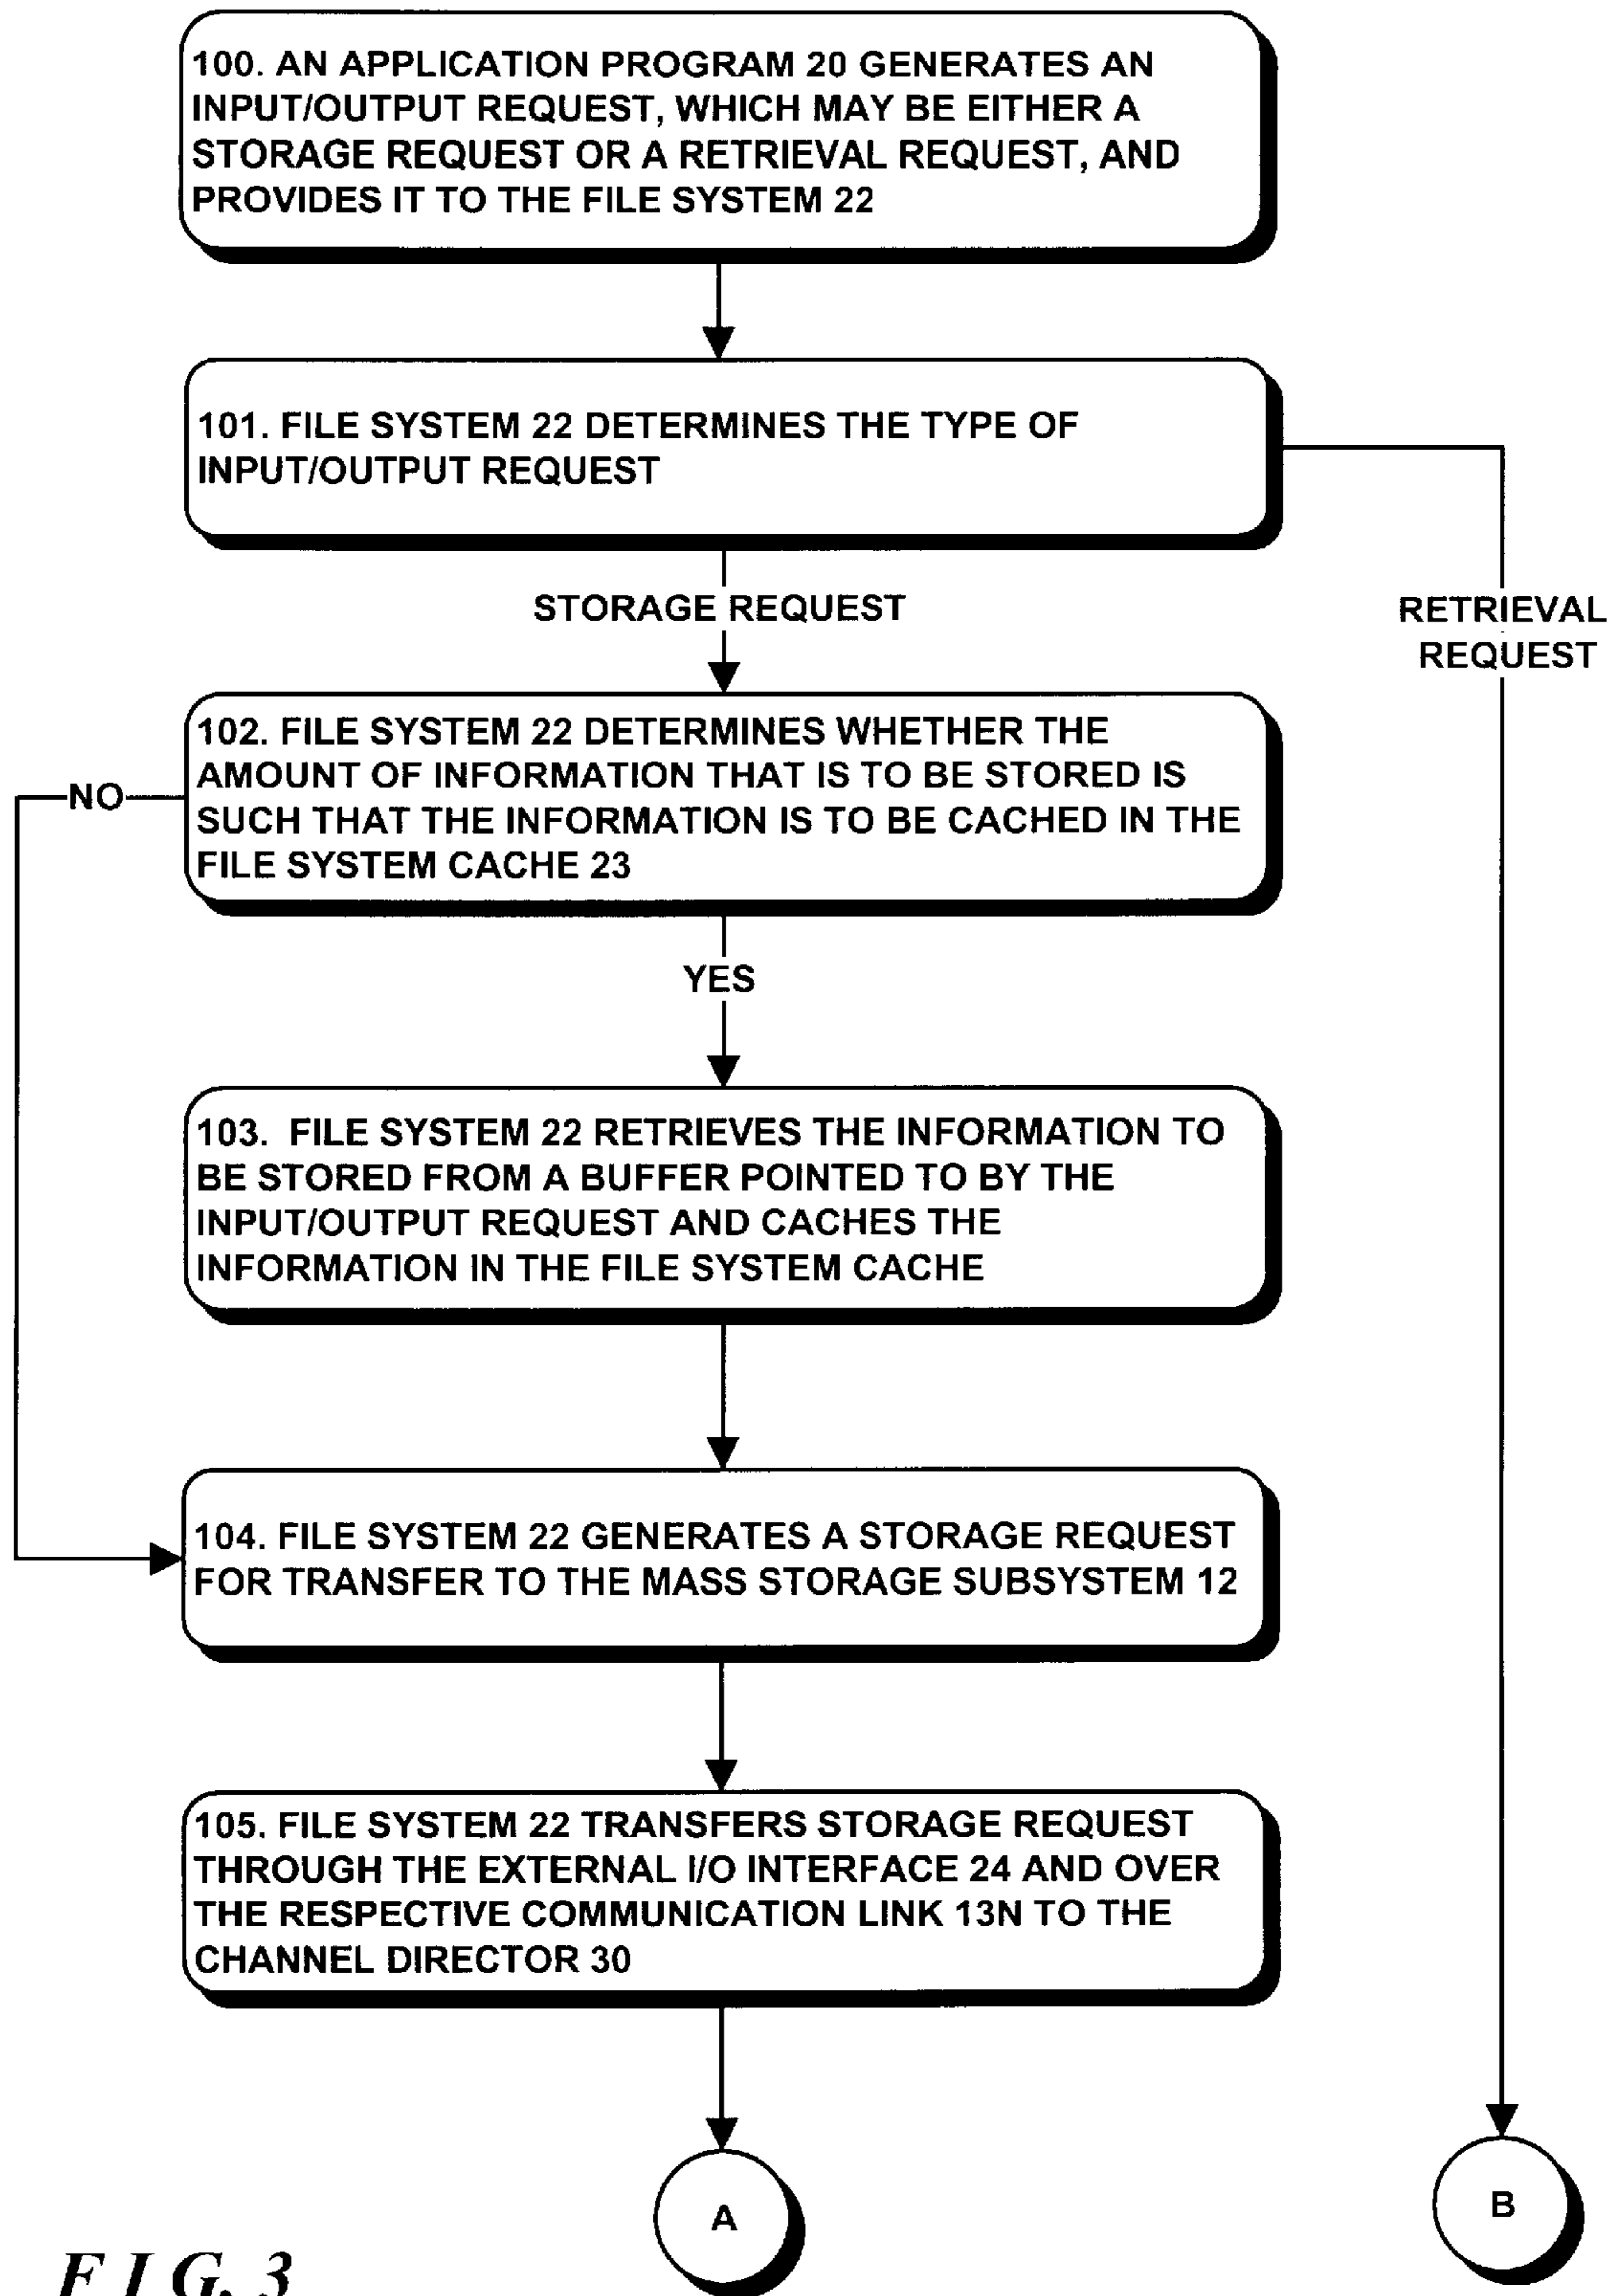 100. AN APPLICATION PROGRAM 20 GENERATES AN
INPUT/OUTPUT REQUEST, WHICH MAY BE EITHER A
STORAGE REQUEST OR A RETRIEVAL REQUEST, AND
PROVIDES IT TO THE FILE SYSTEM 22
101. FILE SYSTEM 22 DETERMINES THE TYPE OF
INPUT/OUTPUT REQUEST
STORAGE REQUEST
RETRIEVAL
REQUEST
102. FILE SYSTEM 22 DETERMINES WHETHER THE
AMOUNT OF INFORMATION THAT IS TO BE STORED IS
SUCH THAT THE INFORMATION IS TO BE CACHED IN THE
FILE SYSTEM CACHE 23
NO
YES
103. FILE SYSTEM 22 RETRIEVES THE INFORMATION TO
BE STORED FROM A BUFFER POINTED TO BY THE
INPUT/OUTPUT REQUEST AND CACHES THE
INFORMATION IN THE FILE SYSTEM CACHE
104. FILE SYSTEM 22 GENERATES A STORAGE REQUEST
FOR TRANSFER TO THE MASS STORAGE SUBSYSTEM 12
105. FILE SYSTEM 22 TRANSFERS STORAGE REQUEST
THROUGH THE EXTERNAL I/O INTERFACE 24 AND OVER
THE RESPECTIVE COMMUNICATION LINK 13N TO THE
CHANNEL DIRECTOR 30
A
B
FIG. 3